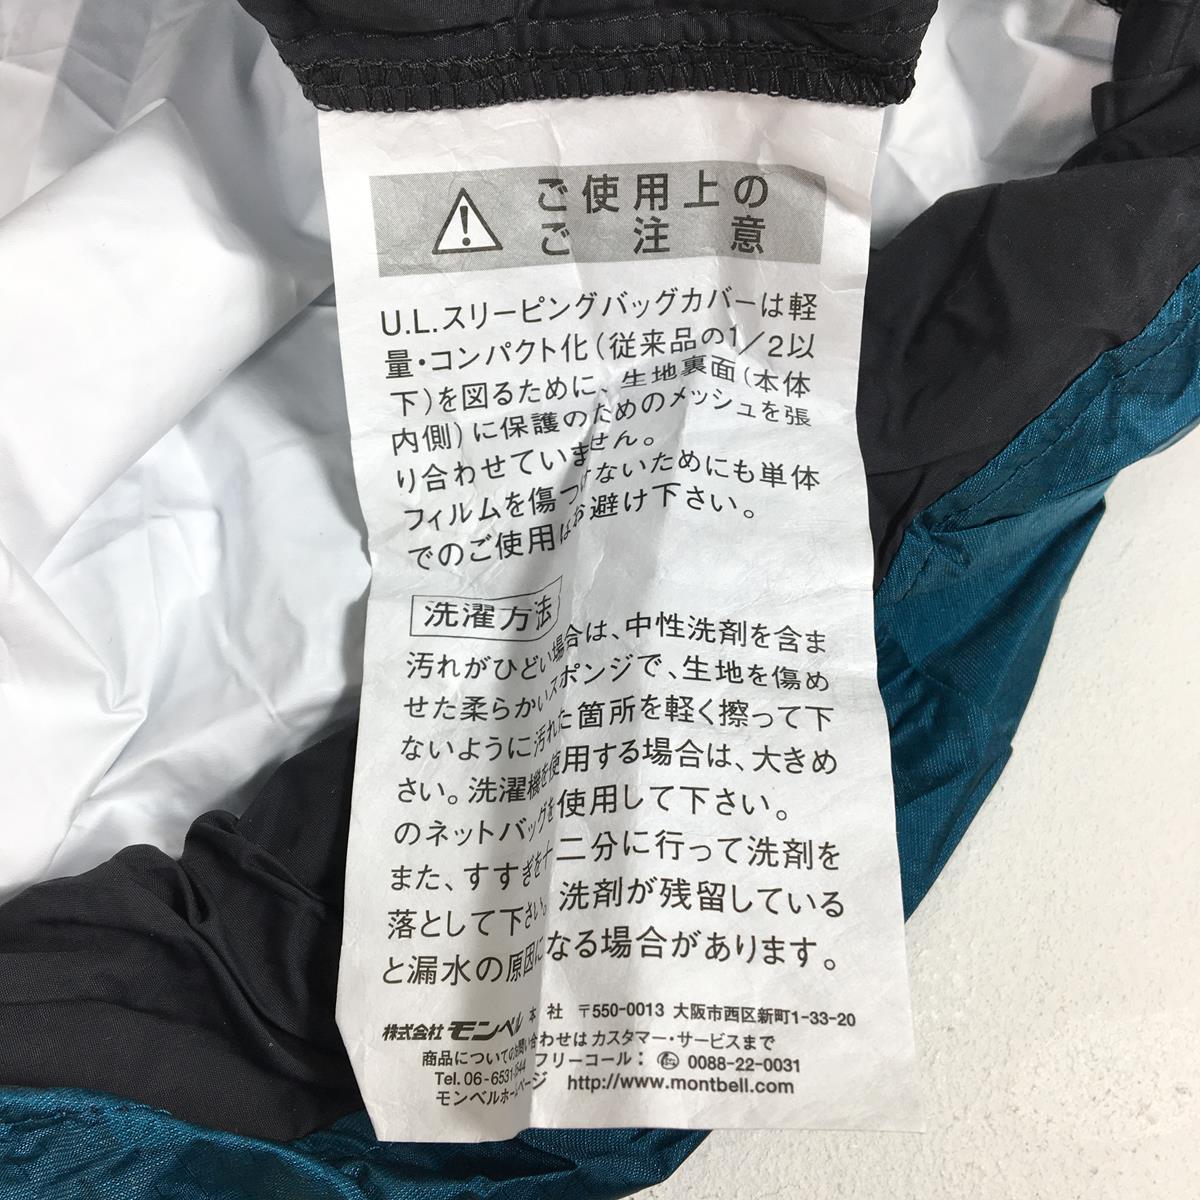 ご使用上の
ご注意
U.L.スリーピングバッグカバーは軽
量・コンパクト化(従来品の1/2以
下)を図るために、生地裏面(本体
内側)に保護のためのメッシュを張
り合わせていません。
フィルムを傷つけないためにも単体
でのご使用はお避け下さい。
洗濯方法
汚れがひどい場合は、中性洗剤を含ま
せた柔らかいスポンジで、生地を傷め
ないように汚れた箇所を軽く擦って下
さい。洗濯機を使用する場合は、大きめ
のネットバッグを使用して下さい。
また、すすぎを十二分に行って洗剤を
落として下さい。洗剤が残留している
と漏水の原因になる場合があります。
株式会社 モンベル 本社 〒550-0013 大阪市西区新町1-33-20
商品についてのお問い合わせは カスタマー・サービスまで
Tel. 06-6531- フリーコール: 0088-22-0031
モンベルホームページ http://www.montbell.com